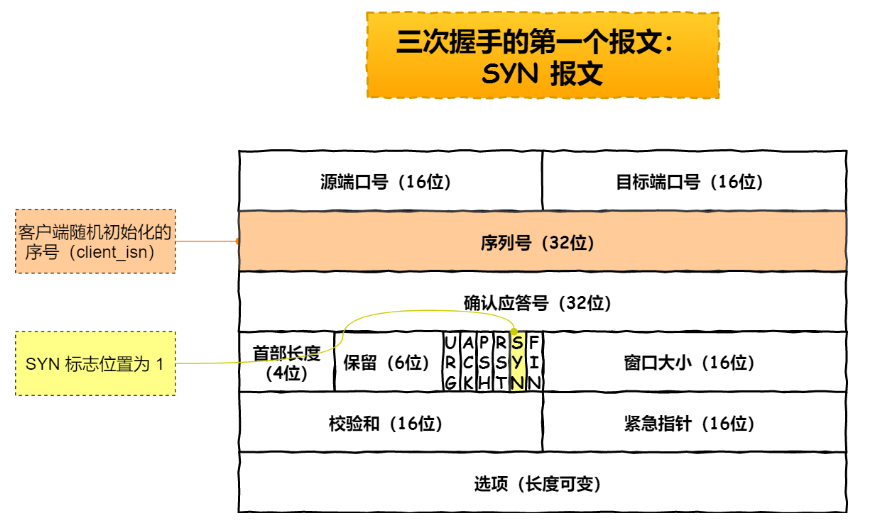 三次握手的第一个报文：
SYN 报文
源端口号（16位）
目标端口号（16位）
客户端随机初始化的
序号（client_isn）
序列号（32位）
确认应答号（32位）
SYN 标志位置为 1
首部长度
（4位）
保留（6位）
URG
ACK
PSH
RST
SYN
FIN
窗口大小（16位）
校验和（16位）
紧急指针（16位）
选项（长度可变）